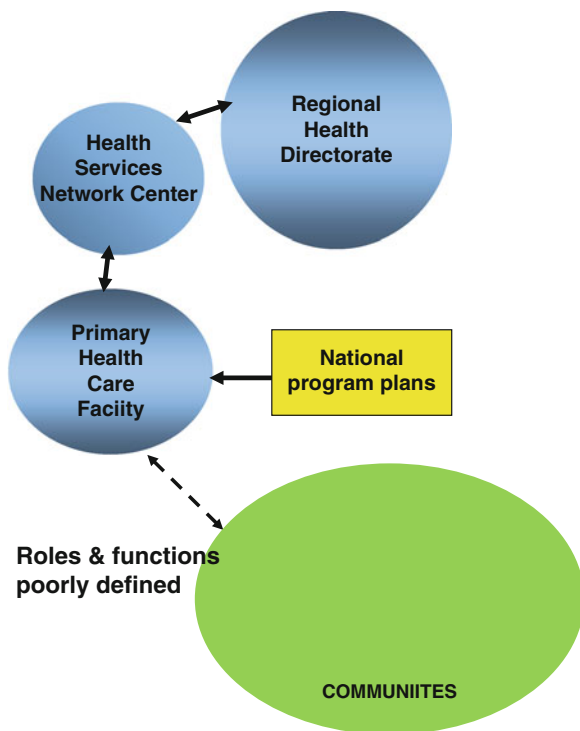 Regional
Health
Directorate
Health
Services
Network Center
Primary
Health
Care
Faciity
National
program plans
Roles & functions
poorly defined
COMMUNIITES